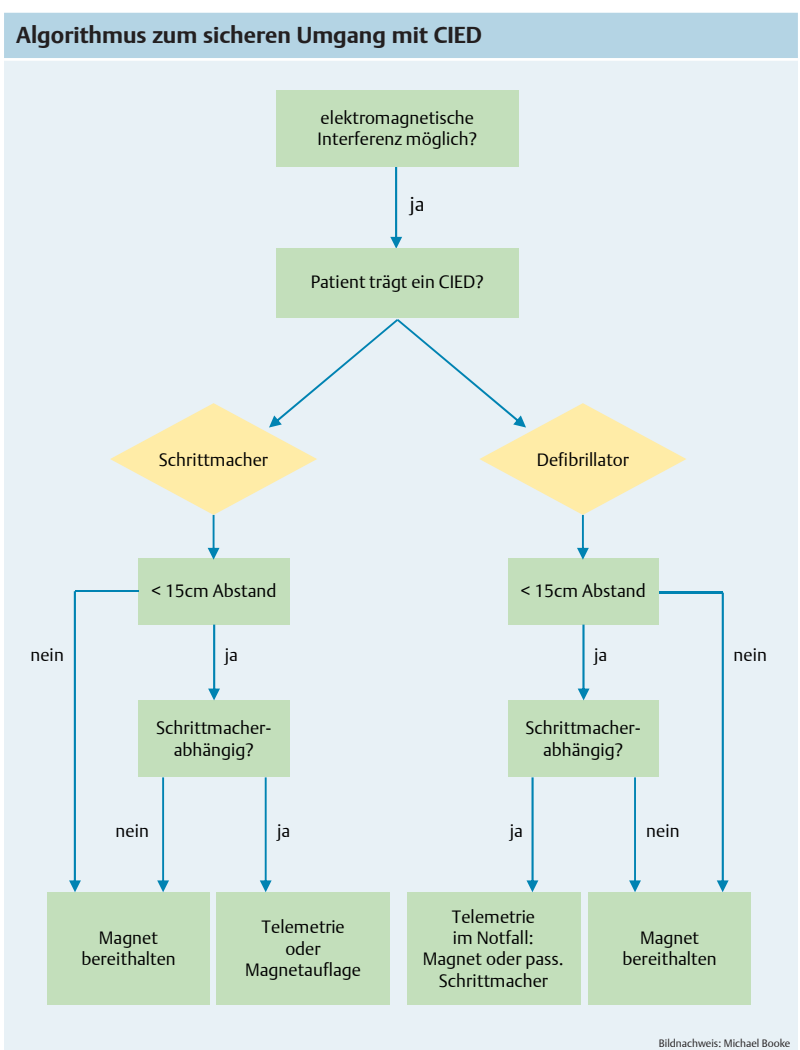 Algorithmus zum sicheren Umgang mit CIED
elektromagnetische
Interferenz möglich?
ja
Patient trägt ein CIED?
Schrittmacher
Defibrillator
< 15cm Abstand
< 15cm Abstand
nein
ja
ja
nein
Schrittmacher-
abhängig?
Schrittmacher-
abhängig?
nein
ja
ja
nein
Magnet
bereithalten
Telemetrie
oder
Magnetauflage
Telemetrie
im Notfall:
Magnet oder pass.
Schrittmacher
Magnet
bereithalten
Bildnachweis: Michael Booke